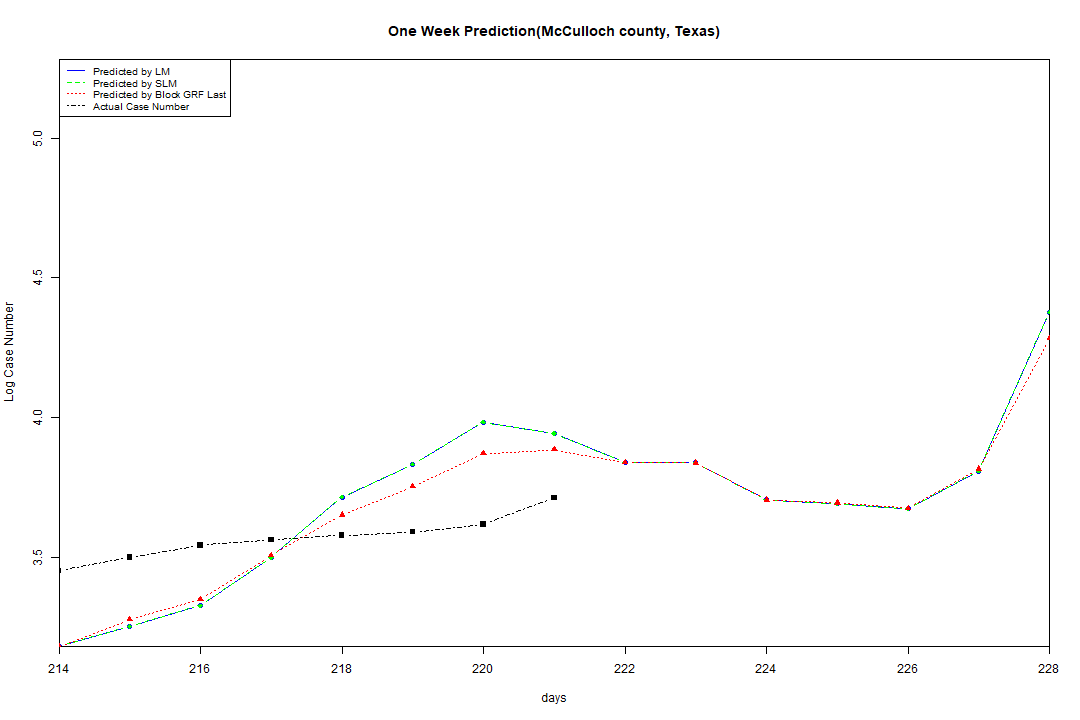 One Week Prediction(McCulloch county, Texas)
Predicted by LM
Predicted by SLM
Predicted by Block GRF Last
Actual Case Number
5.0
4.5
4.0
3.5
Log Case Number
214 216 218 220 222 224 226 228
days